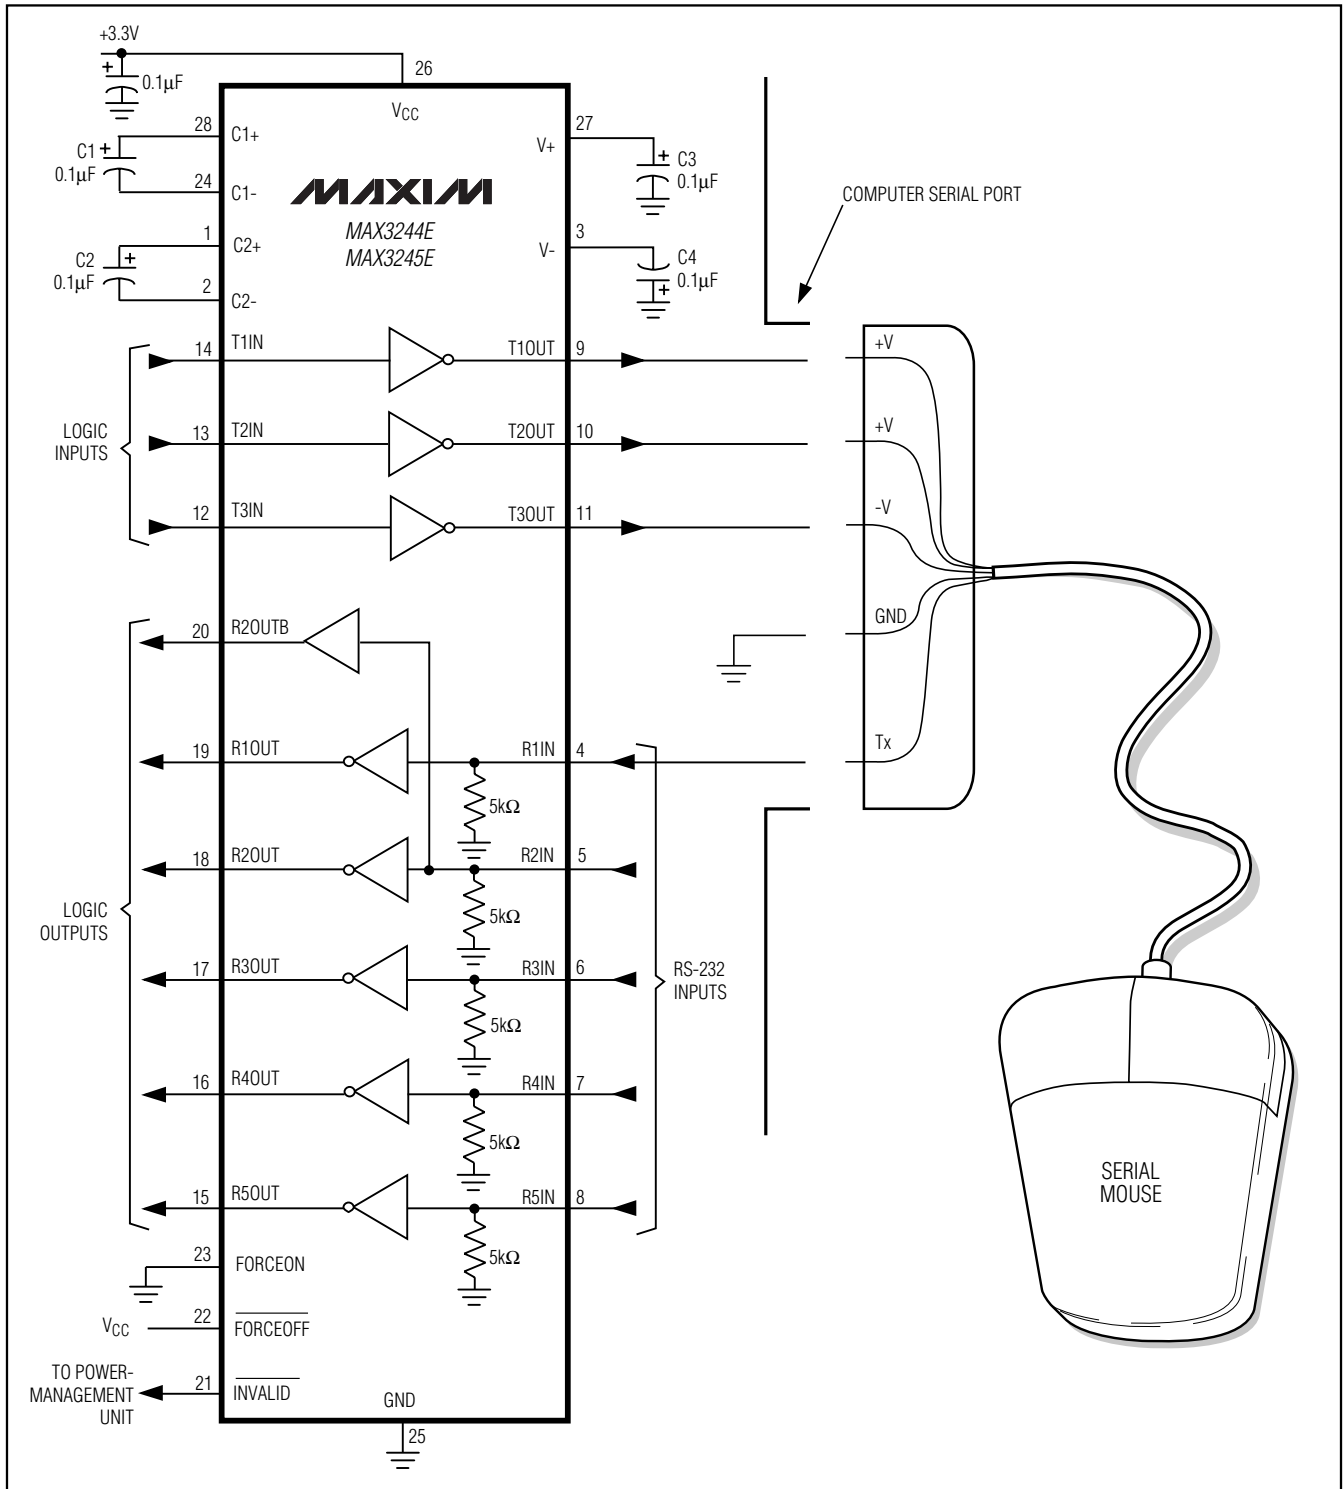 +3.3V
0.1µF
26
VCC
28
C1+
C1
0.1µF
24
C1-
27
V+
C3
0.1µF
MAXIM
MAX3244E
MAX3245E
1
C2+
C2
0.1µF
2
C2-
3
V-
C4
0.1µF
COMPUTER SERIAL PORT
LOGIC
INPUTS
14
T1IN
T1OUT
9
+V
13
T2IN
T2OUT
10
+V
12
T3IN
T3OUT
11
-V
20
R2OUTB
GND
19
R1OUT
R1IN
4
Tx
5kΩ
18
R2OUT
R2IN
5
5kΩ
LOGIC
OUTPUTS
17
R3OUT
R3IN
6
5kΩ
RS-232
INPUTS
16
R4OUT
R4IN
7
5kΩ
15
R5OUT
R5IN
8
5kΩ
23
FORCEON
VCC
22
FORCEOFF
TO POWER-
MANAGEMENT
UNIT
21
INVALID
GND
25
SERIAL
MOUSE